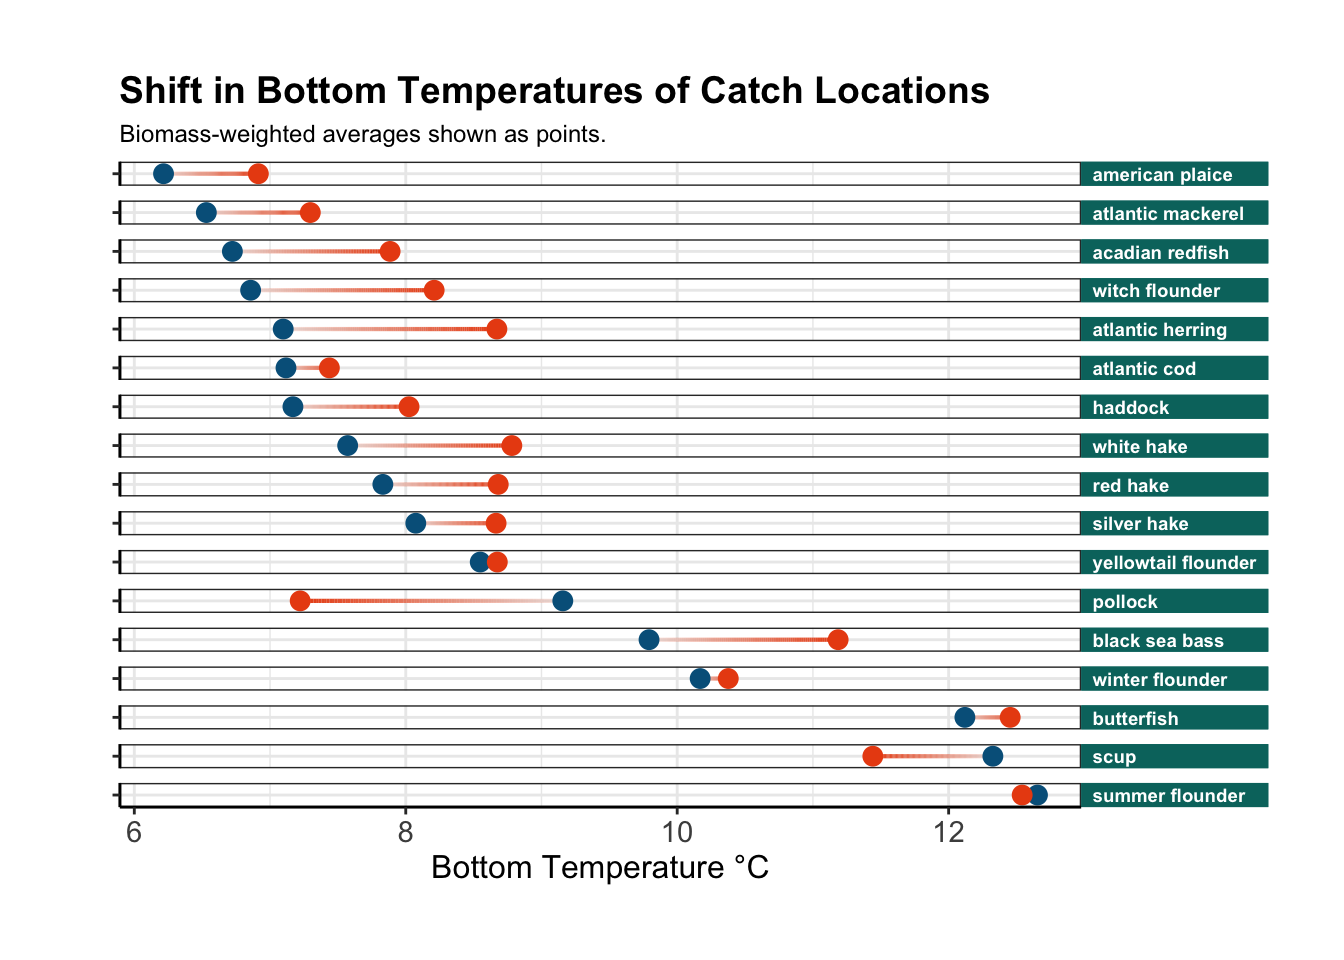 Shift in Bottom Temperatures of Catch Locations
Biomass-weighted averages shown as points.
american plaice
atlantic mackerel
acadian redfish
witch flounder
atlantic herring
atlantic cod
haddock
white hake
red hake
silver hake
yellowtail flounder
pollock
black sea bass
winter flounder
butterfish
scup
summer flounder
6 8 10 12
Bottom Temperature °C